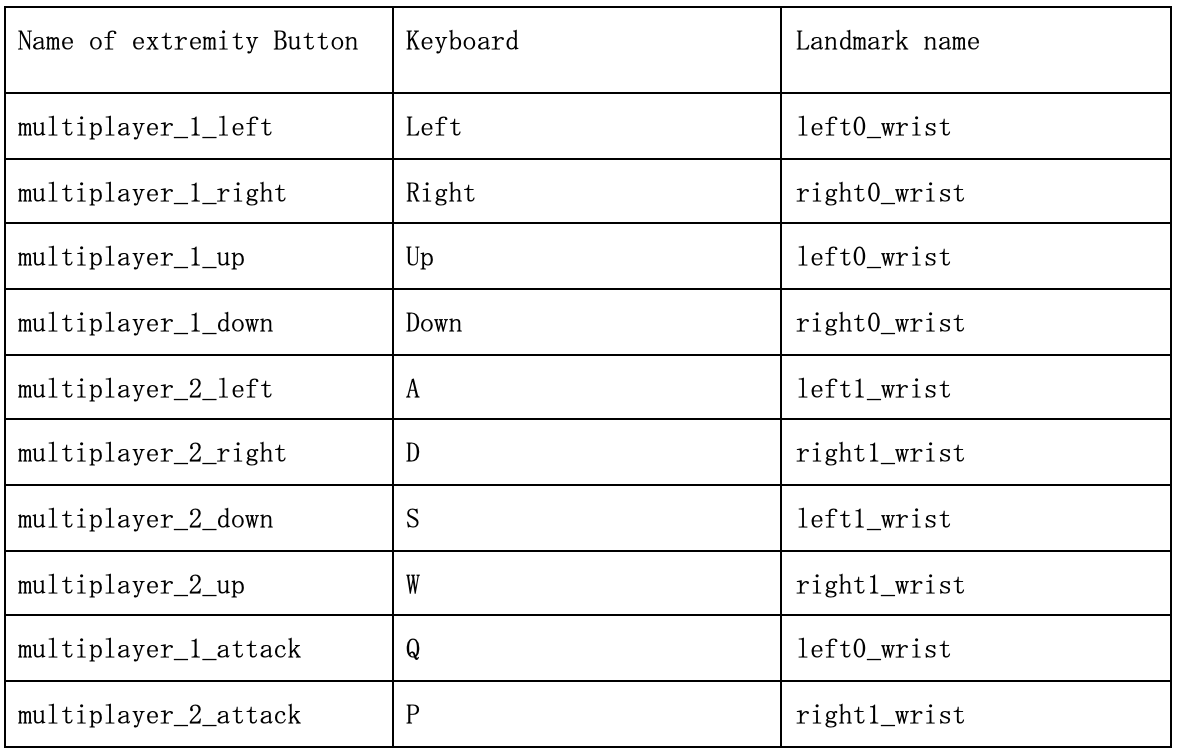 Name of extremity Button Keyboard Landmark name
multiplayer_1_left Left left0_wrist
multiplayer_1_right Right right0_wrist
multiplayer_1_up Up left0_wrist
multiplayer_1_down Down right0_wrist
multiplayer_2_left A left1_wrist
multiplayer_2_right D right1_wrist
multiplayer_2_down S left1_wrist
multiplayer_2_up W right1_wrist
multiplayer_1_attack Q left0_wrist
multiplayer_2_attack P right1_wrist